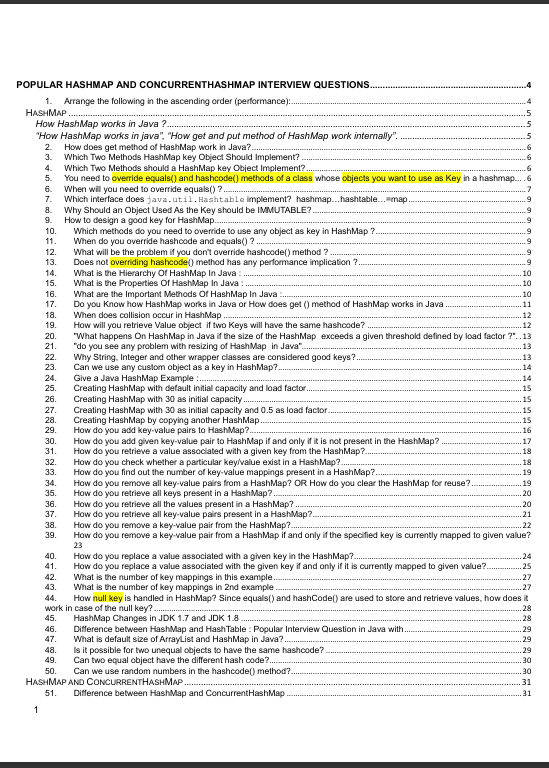 POPULAR HASHMAP AND CONCURRENTHASHMAP INTERVIEW QUESTIONS...............4
1. Arrange the following in the ascending order (performance):...............4
HASHMAP...............5
How HashMap works in Java ?...............5
"How HashMap works in java", "How get and put method of HashMap work internally"................5
2. How does get method of HashMap work in Java?...............6
3. Which Two Methods HashMap key Object Should Implement?...............6
4. Which Two Methods should a HashMap key Object Implement?...............6
5. You need to override equals() and hashcode() methods of a class whose objects you want to use as Key in a hashmap....6
6. When will you need to override equals() ?...............7
7. Which interface does java.util.Hashtable implement? hashmap…hashtable…=map...............9
8. Why Should an Object Used As the Key should be IMMUTABLE?...............9
9. How to design a good key for HashMap...............9
10. Which methods do you need to override to use any object as key in HashMap ?...............9
11. When do you override hashcode and equals() ?...............9
12. What will be the problem if you don't override hashcode() method ?...............9
13. Does not overriding hashcode() method has any performance implication ?...............9
14. What is the Hierarchy Of HashMap In Java :...............10
15. What is the Properties Of HashMap In Java :...............10
16. What are the Important Methods Of HashMap In Java :...............10
17. Do you Know how HashMap works in Java or How does get () method of HashMap works in Java...............11
18. When does collision occur in HashMap...............12
19. How will you retrieve Value object if two Keys will have the same hashcode?...............12
20. "What happens On HashMap in Java if the size of the HashMap exceeds a given threshold defined by load factor ?"...13
21. "do you see any problem with resizing of HashMap in Java"...............13
22. Why String, Integer and other wrapper classes are considered good keys?...............13
23. Can we use any custom object as a key in HashMap?...............14
24. Give a Java HashMap Example :...............14
25. Creating HashMap with default initial capacity and load factor...............15
26. Creating HashMap with 30 as initial capacity...............15
27. Creating HashMap with 30 as initial capacity and 0.5 as load factor...............15
28. Creating HashMap by copying another HashMap...............15
29. How do you add key-value pairs to HashMap?...............16
30. How do you add given key-value pair to HashMap if and only if it is not present in the HashMap?...............17
31. How do you retrieve a value associated with a given key from the HashMap?...............18
32. How do you check whether a particular key/value exist in a HashMap?...............18
33. How do you find out the number of key-value mappings present in a HashMap?...............19
34. How do you remove all key-value pairs from a HashMap? OR How do you clear the HashMap for reuse?...............19
35. How do you retrieve all keys present in a HashMap?...............20
36. How do you retrieve all the values present in a HashMap?...............20
37. How do you retrieve all key-value pairs present in a HashMap?...............21
38. How do you remove a key-value pair from the HashMap?...............22
39. How do you remove a key-value pair from a HashMap if and only if the specified key is currently mapped to given value?
23
40. How do you replace a value associated with a given key in the HashMap?...............24
41. How do you replace a value associated with the given key if and only if it is currently mapped to given value?...............25
42. What is the number of key mappings in this example...............27
43. What is the number of key mappings in 2nd example...............27
44. How null key is handled in HashMap? Since equals() and hashCode() are used to store and retrieve values, how does it
work in case of the null key?...............28
45. HashMap Changes in JDK 1.7 and JDK 1.8...............28
46. Difference between HashMap and HashTable : Popular Interview Question in Java with...............29
47. What is default size of ArrayList and HashMap in Java?...............29
48. Is it possible for two unequal objects to have the same hashcode?...............29
49. Can two equal object have the different hash code?...............30
50. Can we use random numbers in the hashcode() method?...............30
HASHMAP AND CONCURRENTHASHMAP...............31
51. Difference between HashMap and ConcurrentHashMap...............31
1